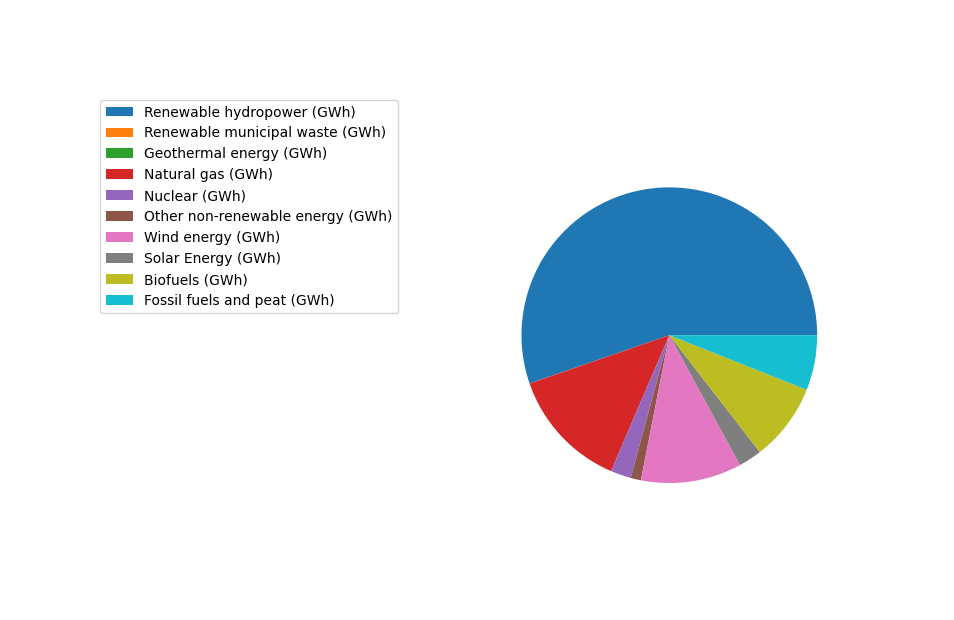 Renewable hydropower (GWh)
Renewable municipal waste (GWh)
Geothermal energy (GWh)
Natural gas (GWh)
Nuclear (GWh)
Other non-renewable energy (GWh)
Wind energy (GWh)
Solar Energy (GWh)
Biofuels (GWh)
Fossil fuels and peat (GWh)